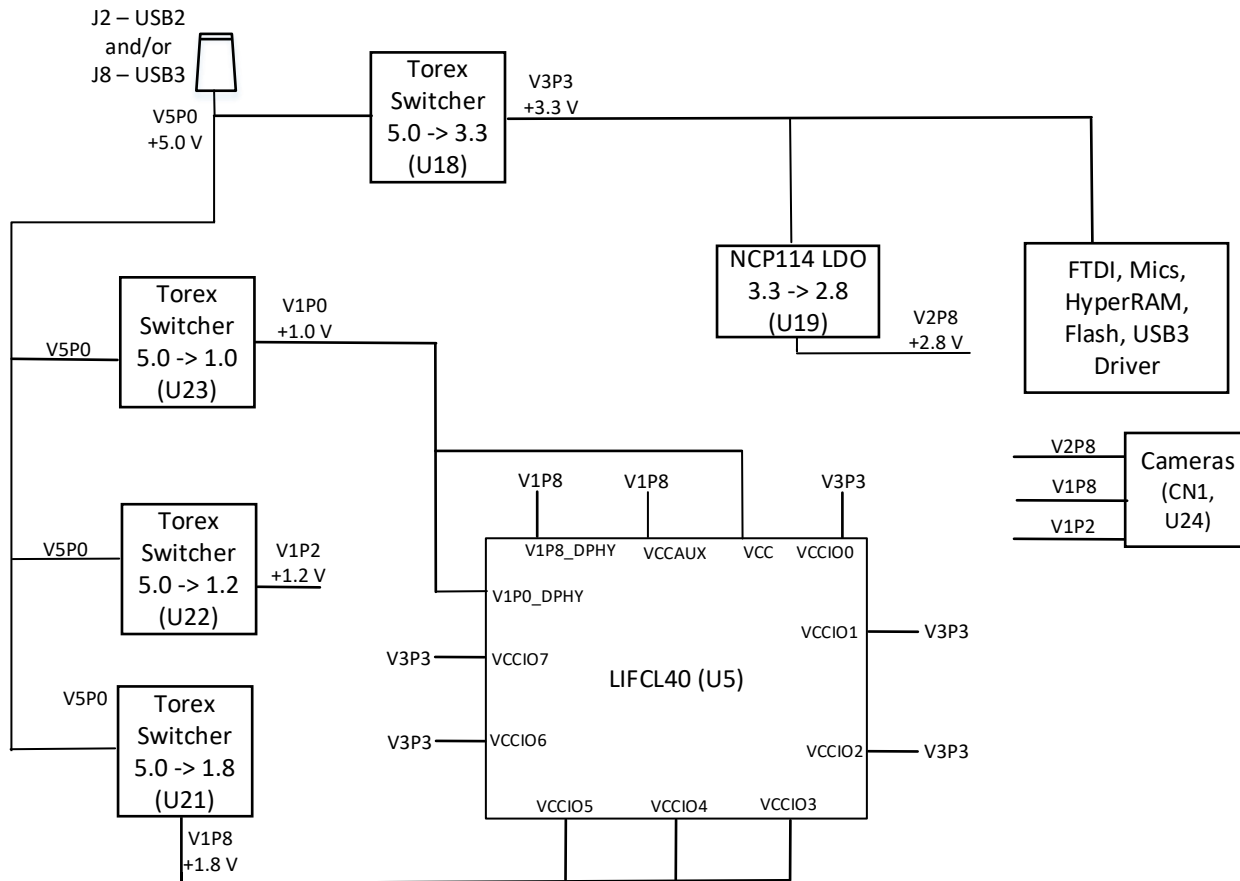 J2 – USB2
and/or
J8 – USB3
V5P0
+5.0 V
Torex
Switcher
5.0 -> 3.3
(U18)
V3P3
+3.3 V
NCP114 LDO
3.3 -> 2.8
(U19)
V2P8
+2.8 V
FTDI, Mics,
HyperRAM,
Flash, USB3
Driver
Torex
Switcher
5.0 -> 1.0
(U23)
V5P0
V1P0
+1.0 V
V2P8
V1P8
V1P2
Cameras
(CN1,
U24)
Torex
Switcher
5.0 -> 1.2
(U22)
V5P0
V1P2
+1.2 V
V1P8
V1P8
V3P3
V1P8_DPHY
VCCAUX
VCC
VCCIO0
V1P0_DPHY
VCCIO1
V3P3
V3P3
VCCIO7
LIFCL40 (U5)
V3P3
VCCIO6
VCCIO2
V3P3
VCCIO5
VCCIO4
VCCIO3
V5P0
Torex
Switcher
5.0 -> 1.8
(U21)
V1P8
+1.8 V